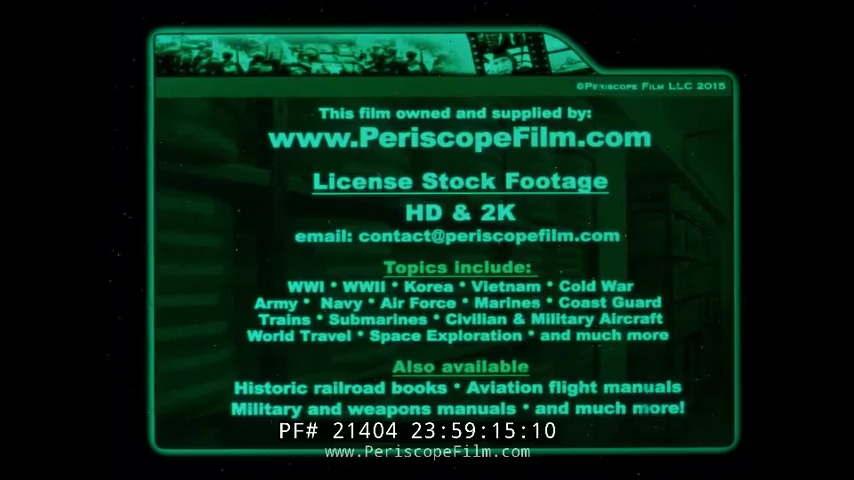 ©Periscope Film LLC 2015
This film owned and supplied by:
www.PeriscopeFilm.com
License Stock Footage
HD & 2K
email: contact@periscopefilm.com
Topics include:
WWI * WWII * Korea * Vietnam * Cold War
Army * Navy * Air Force * Marines * Coast Guard
Trains * Submarines * Civilian & Military Aircraft
World Travel * Space Exploration * and much more
Also available
Historic railroad books * Aviation flight manuals
Military and weapons manuals * and much more!
PF# 21404 23:59:15:10
www.PeriscopeFilm.com